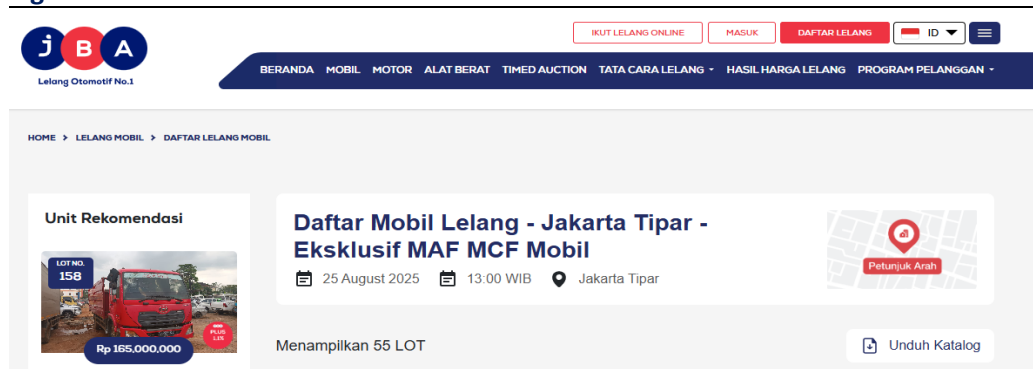 IKUT LELANG ONLINE
MASUK
DAFTAR LELANG
ID
j B A
Lelang Otomotif No.1
BERANDA MOBIL MOTOR ALAT BERAT TIMED AUCTION TATA CARA LELANG HASIL HARGA LELANG PROGRAM PELANGGAN
HOME > LELANG MOBIL > DAFTAR LELANG MOBIL
Unit Rekomendasi
LOT NO.
158
PLUS
Rp 165,000,000
Daftar Mobil Lelang - Jakarta Tipar -
Eksklusif MAF MCF Mobil
25 August 2025 13:00 WIB Jakarta Tipar
Petunjuk Arah
Menampilkan 55 LOT
Unduh Katalog